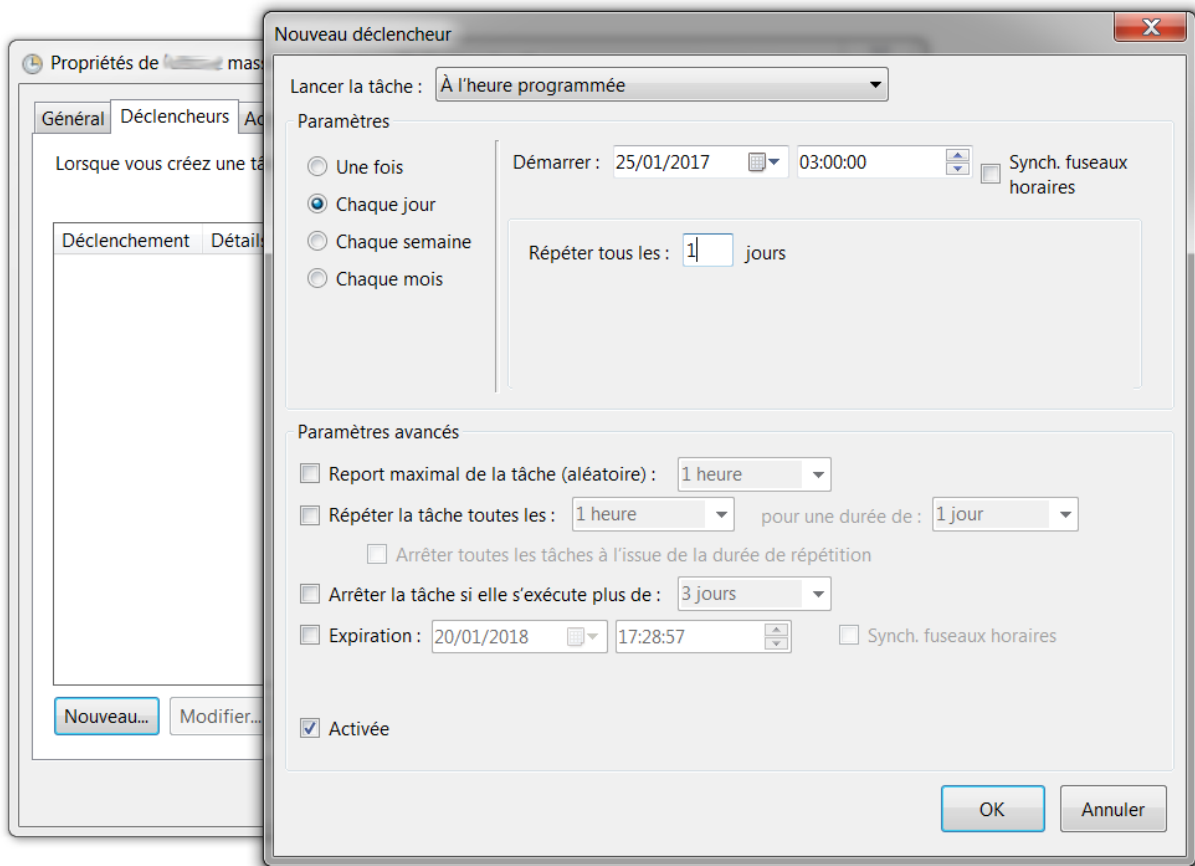 Nouveau déclencheur
Propriétés de mas
Lancer la tâche : À l'heure programmée
Général Déclencheurs Ac
Paramètres
Lorsque vous créez une tâ
Une fois
Démarrer : 25/01/2017 03:00:00 Synch. fuseaux
horaires
Chaque jour
Déclenchement Détails
Chaque semaine
Répéter tous les : 1 jours
Chaque mois
Paramètres avancés
Report maximal de la tâche (aléatoire) : 1 heure
Répéter la tâche toutes les : 1 heure pour une durée de : 1 jour
Arrêter toutes les tâches à l'issue de la durée de répétition
Arrêter la tâche si elle s'exécute plus de : 3 jours
Expiration : 20/01/2018 17:28:57 Synch. fuseaux horaires
Nouveau... Modifier...
Activée
OK Annuler